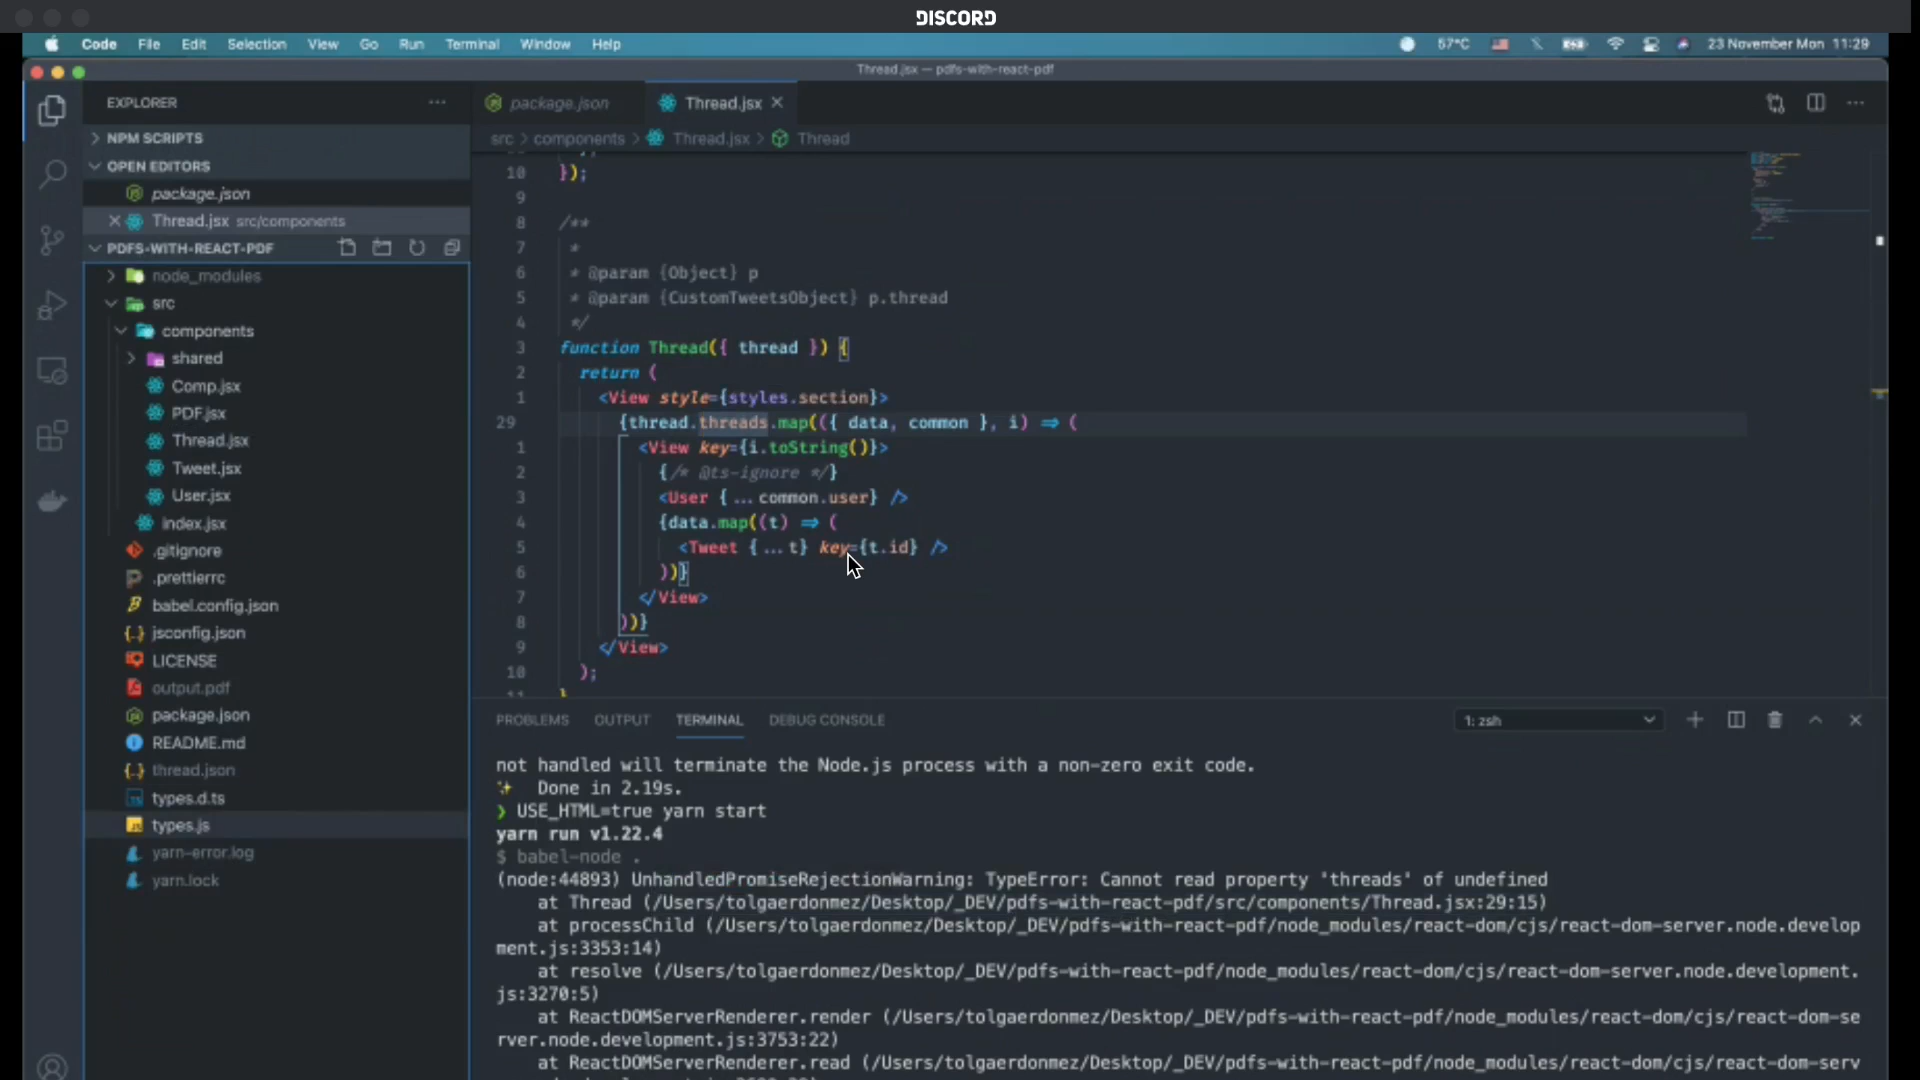 DISCORD
Code File Edit Selection View Go Run Terminal Window Help
57°C 23 November Mon 11:29
Thread.jsx — pdfs-with-react-pdf
EXPLORER
NPM SCRIPTS
OPEN EDITORS
package.json
Thread.jsx src/components
PDFS-WITH-REACT-PDF
node_modules
src
components
shared
Comp.jsx
PDF.jsx
Thread.jsx
Tweet.jsx
User.jsx
index.jsx
.gitignore
.prettierrc
babel.config.json
jsconfig.json
LICENSE
output.pdf
package.json
README.md
thread.json
types.d.ts
types.js
yarn-error.log
yarn.lock
package.json Thread.jsx
src > components > Thread.jsx > Thread
10 });
9
8 /**
7 *
6 * @param {Object} p
5 * @param {CustomTweetsObject} p.thread
4 */
3 function Thread({ thread }) {
2 return (
1 <View style={styles.section}>
29 {thread.threads.map(({ data, common }, i) => (
1 <View key={i.toString()}>
2 {/* @ts-ignore */}
3 <User {...common.user} />
4 {data.map((t) => (
5 <Tweet {...t} key={t.id} />
6 ))}
7 </View>
8 ))}
9 </View>
10 );
11 }
PROBLEMS OUTPUT TERMINAL DEBUG CONSOLE
1: zsh
not handled will terminate the Node.js process with a non-zero exit code.
✨ Done in 2.19s.
❯ USE_HTML=true yarn start
yarn run v1.22.4
$ babel-node .
(node:44893) UnhandledPromiseRejectionWarning: TypeError: Cannot read property 'threads' of undefined
at Thread (/Users/tolgaerdonmez/Desktop/_DEV/pdfs-with-react-pdf/src/components/Thread.jsx:29:15)
at processChild (/Users/tolgaerdonmez/Desktop/_DEV/pdfs-with-react-pdf/node_modules/react-dom/cjs/react-dom-server.node.develop
ment.js:3353:14)
at resolve (/Users/tolgaerdonmez/Desktop/_DEV/pdfs-with-react-pdf/node_modules/react-dom/cjs/react-dom-server.node.development.
js:3270:5)
at ReactDOMServerRenderer.render (/Users/tolgaerdonmez/Desktop/_DEV/pdfs-with-react-pdf/node_modules/react-dom/cjs/react-dom-se
rver.node.development.js:3753:22)
at ReactDOMServerRenderer.read (/Users/tolgaerdonmez/Desktop/_DEV/pdfs-with-react-pdf/node_modules/react-dom/cjs/react-dom-serv